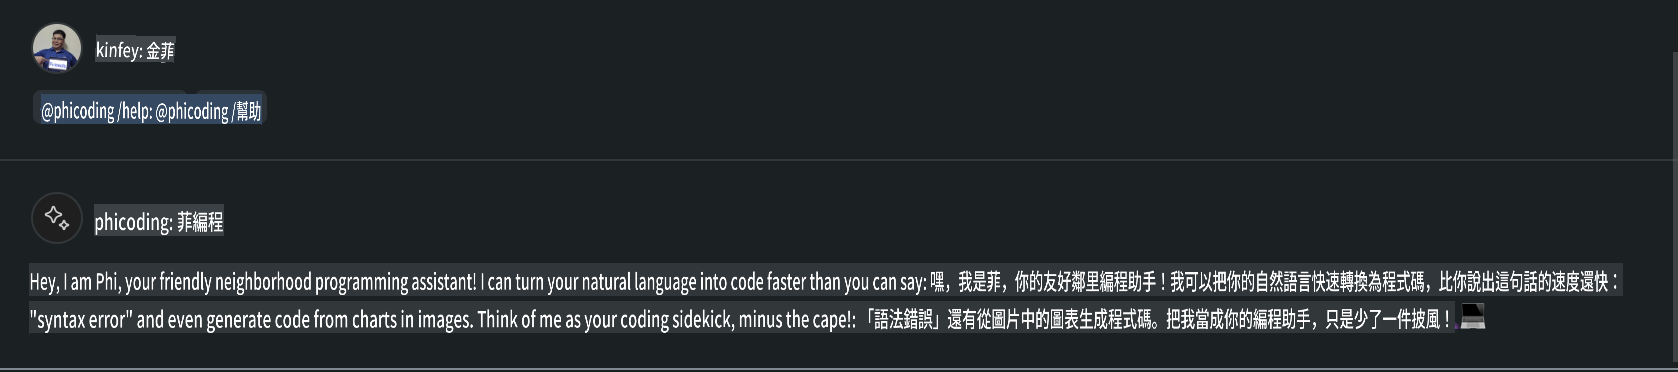 kinfey: 金菲
@phicoding /help: @phicoding /幫助
phicoding: 菲編程
Hey, I am Phi, your friendly neighborhood programming assistant! I can turn your natural language into code faster than you can say: 嘿，我是菲，你的友好鄰里編程助手！我可以把你的自然語言快速轉換為程式碼，比你說出這句話的速度還快：
"syntax error" and even generate code from charts in images. Think of me as your coding sidekick, minus the cape!: 「語法錯誤」還有從圖片中的圖表生成程式碼。把我當成你的編程助手，只是少了一件披風！